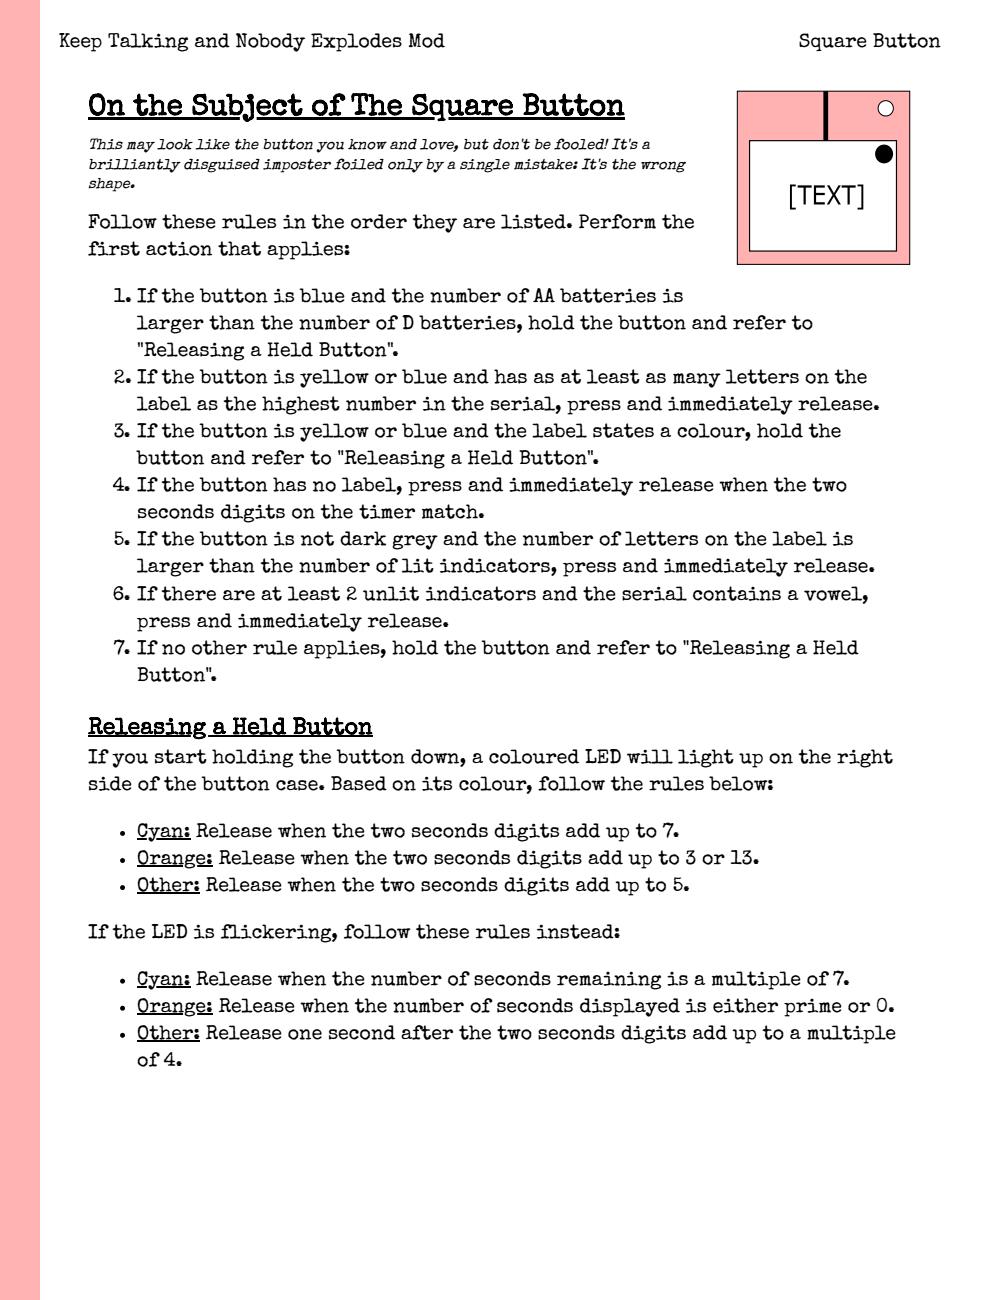 Keep Talking and Nobody Explodes Mod
Square Button
On the Subject of The Square Button
This may look like the button you know and love, but don't be fooled! It's a
brilliantly disguised imposter foiled only by a single mistake: It's the wrong
shape.
[TEXT]
Follow these rules in the order they are listed. Perform the
first action that applies:
1. If the button is blue and the number of AA batteries is
larger than the number of D batteries, hold the button and refer to
"Releasing a Held Button".
2. If the button is yellow or blue and has as at least as many letters on the
label as the highest number in the serial, press and immediately release.
3. If the button is yellow or blue and the label states a colour, hold the
button and refer to "Releasing a Held Button".
4. If the button has no label, press and immediately release when the two
seconds digits on the timer match.
5. If the button is not dark grey and the number of letters on the label is
larger than the number of lit indicators, press and immediately release.
6. If there are at least 2 unlit indicators and the serial contains a vowel,
press and immediately release.
7. If no other rule applies, hold the button and refer to "Releasing a Held
Button".
Releasing a Held Button
If you start holding the button down, a coloured LED will light up on the right
side of the button case. Based on its colour, follow the rules below:
• Cyan: Release when the two seconds digits add up to 7.
• Orange: Release when the two seconds digits add up to 3 or 13.
• Other: Release when the two seconds digits add up to 5.
If the LED is flickering, follow these rules instead:
• Cyan: Release when the number of seconds remaining is a multiple of 7.
• Orange: Release when the number of seconds displayed is either prime or 0.
• Other: Release one second after the two seconds digits add up to a multiple
of 4.